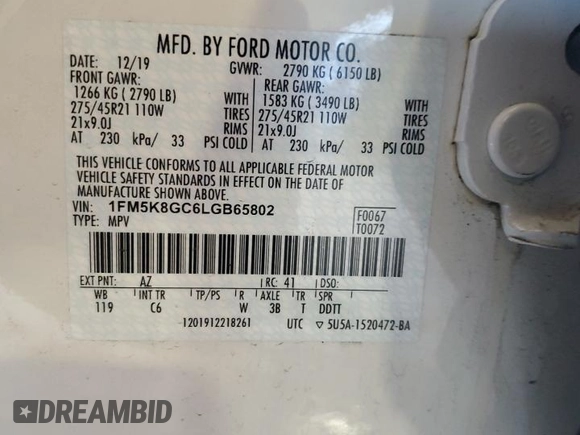 MFD. BY FORD MOTOR CO.
DATE: 12/19 GVWR: 2790 KG ( 6150 LB)
FRONT GAWR: REAR GAWR:
1266 KG ( 2790 LB) WITH 1583 KG ( 3490 LB) WITH
275/45R21 110W TIRES 275/45R21 110W TIRES
21x9.0J RIMS 21x9.0J RIMS
AT 230 kPa/ 33 PSI COLD AT 230 kPa/ 33 PSI COLD
THIS VEHICLE CONFORMS TO ALL APPLICABLE FEDERAL MOTOR
VEHICLE SAFETY STANDARDS IN EFFECT ON THE DATE OF
MANUFACTURE SHOWN ABOVE.
VIN: 1FM5K8GC6LGB65802 F0067
TYPE: MPV T0072
EXT PNT: AZ RC: 41 DSO:
WB INT TR TP/PS R AXLE TR SPR
119 C6 W 3B T DDTT
1201912218261 UTC ▽ 5U5A-1520472-BA
DREAMBID